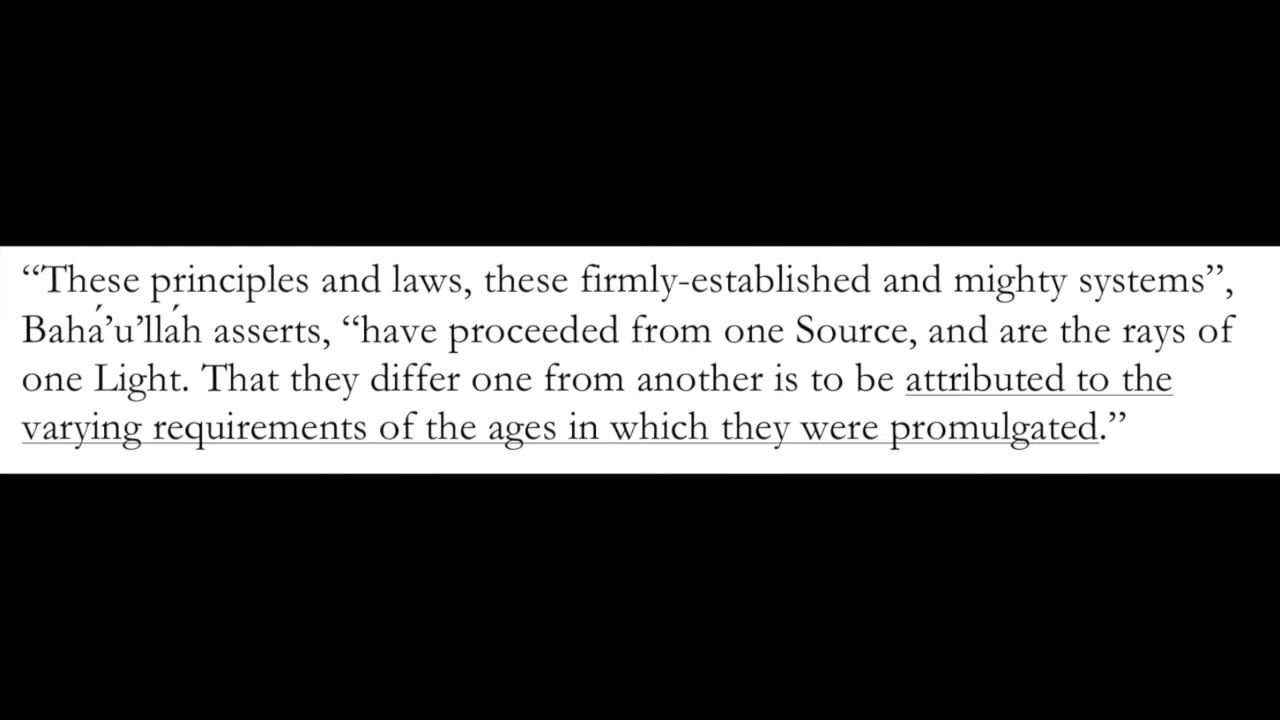 “These principles and laws, these firmly-established and mighty systems”,
Bahá’u’lláh asserts, “have proceeded from one Source, and are the rays of
one Light. That they differ one from another is to be attributed to the
varying requirements of the ages in which they were promulgated.”